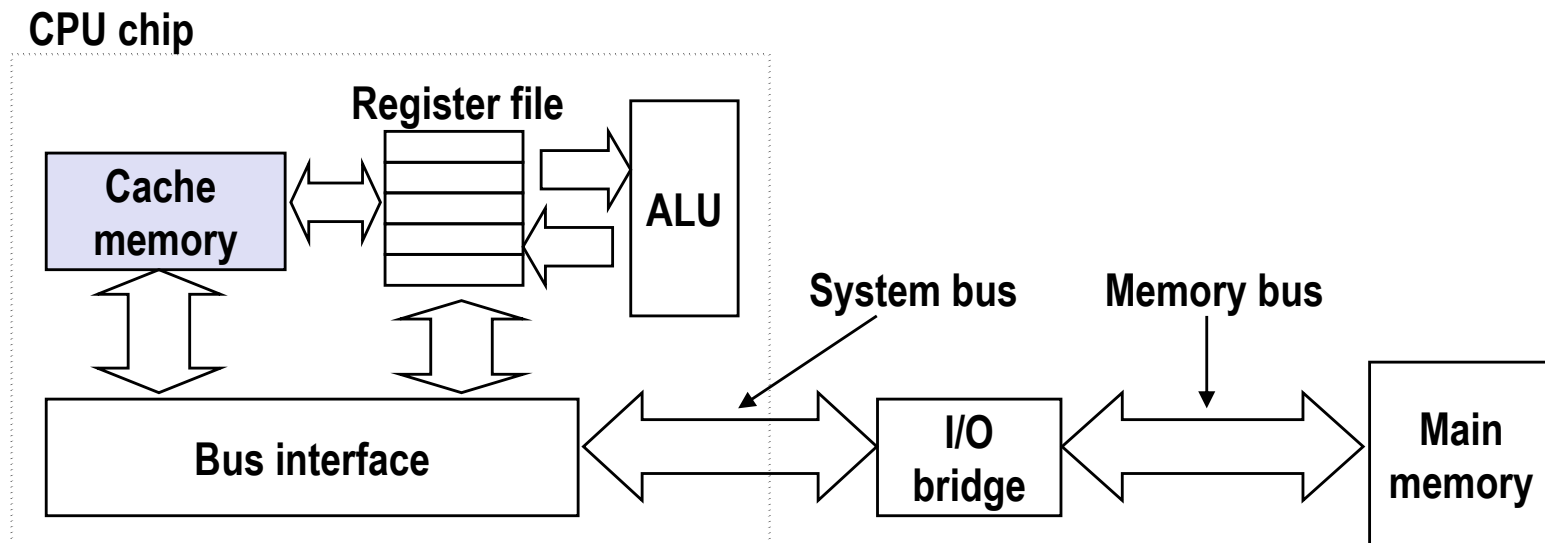 CPU chip
Register file
Cache
memory
ALU
System bus
Memory bus
Bus interface
I/O
bridge
Main
memory